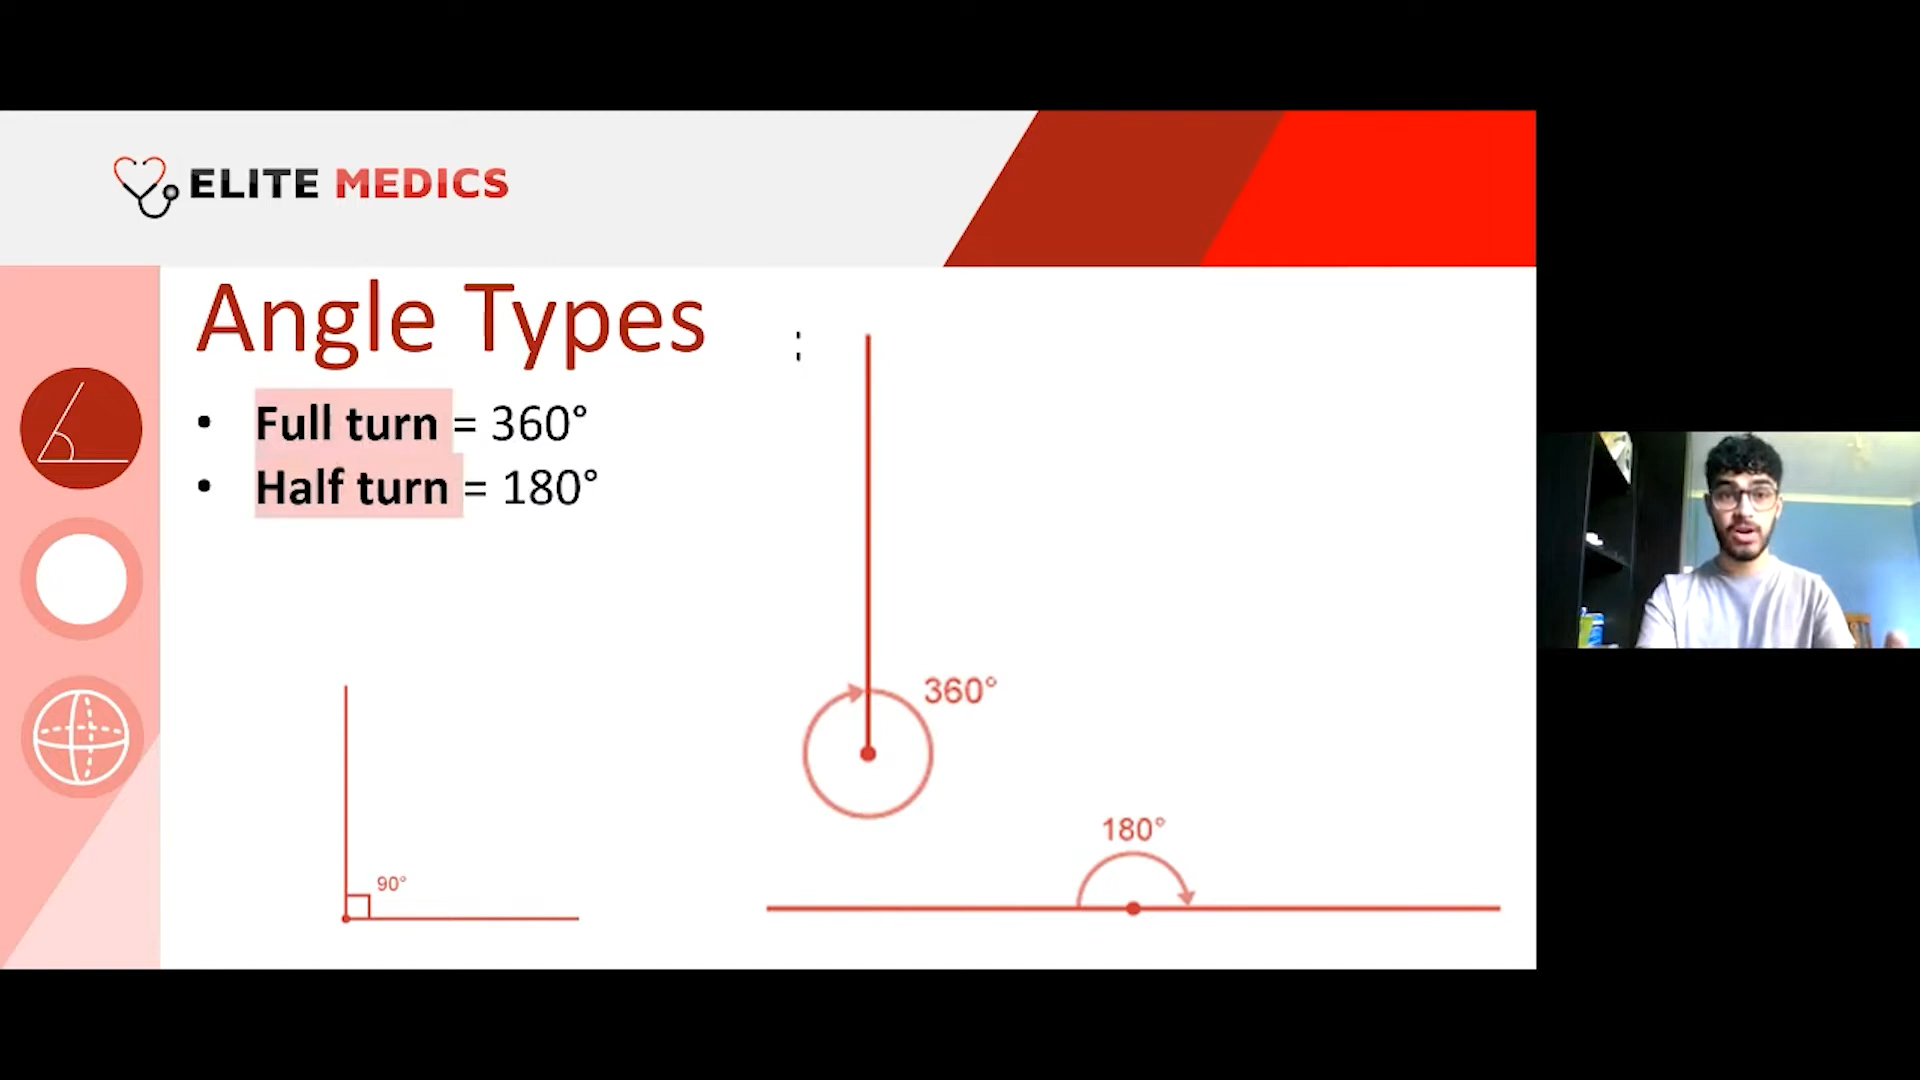 ELITE MEDICS
Angle Types
:
• Full turn = 360°
• Half turn = 180°
360°
180°
90°